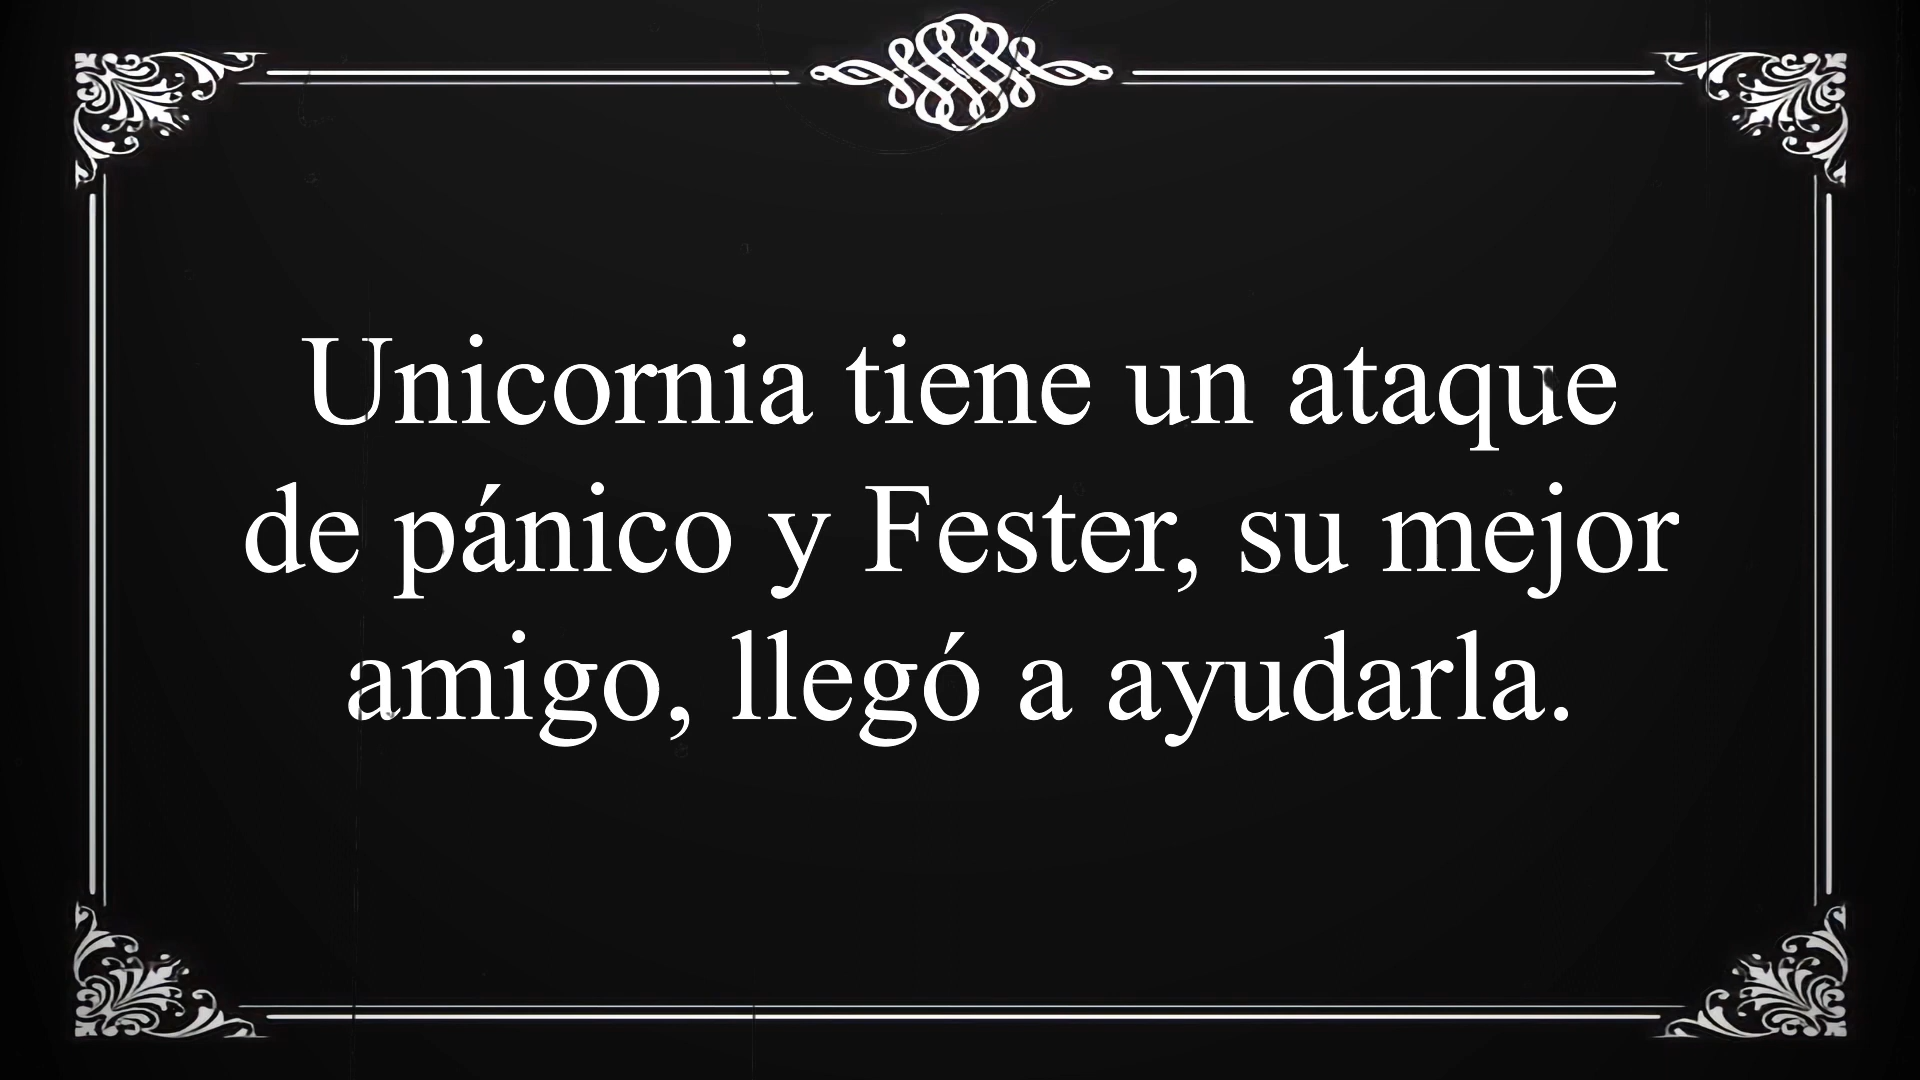 Unicornia tiene un ataque
de pánico y Fester, su mejor
amigo, llegó a ayudarla.